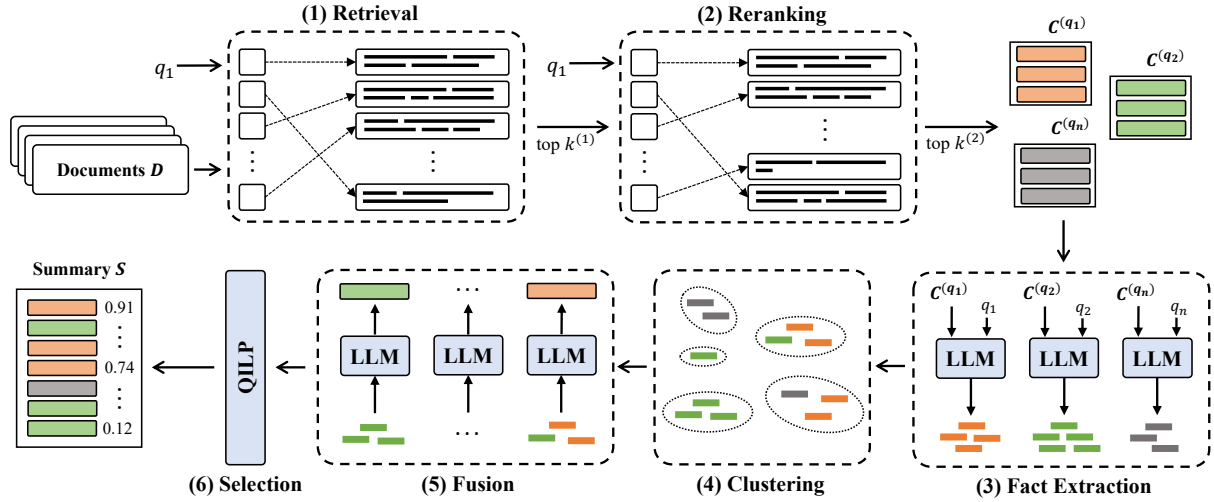 (1) Retrieval
(2) Reranking
q₁
Documents D
top k⁽¹⁾
q₁
top k⁽²⁾
C^(q₁)
C^(q₂)
C^(qₙ)
Summary S
0.91
0.74
0.12
QILP
(6) Selection
LLM
LLM
LLM
(5) Fusion
(4) Clustering
C^(q₁)
q₁
C^(q₂)
q₂
C^(qₙ)
qₙ
LLM
LLM
LLM
(3) Fact Extraction